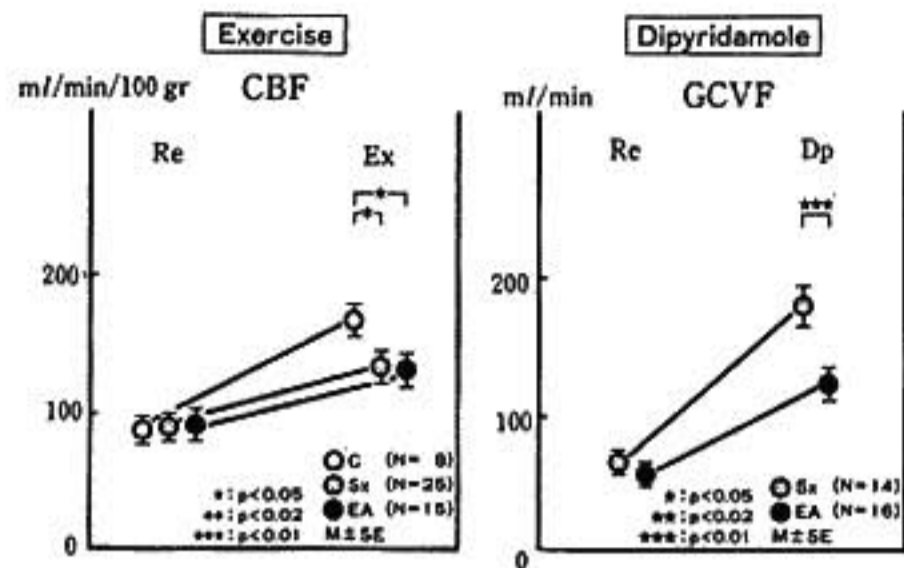 Exercise
ml/min/100 gr CBF
Re Ex
*
*
200
100
C (N= 8)
*:p<0.05 Sx (N=25)
**:p<0.02 EA (N=15)
***:p<0.01 M±SE
0
Dipyridamole
ml/min GCVF
Re Dp
***
200
100
*:p<0.05 Sx (N=14)
**:p<0.02 EA (N=16)
***:p<0.01 M±SE
0